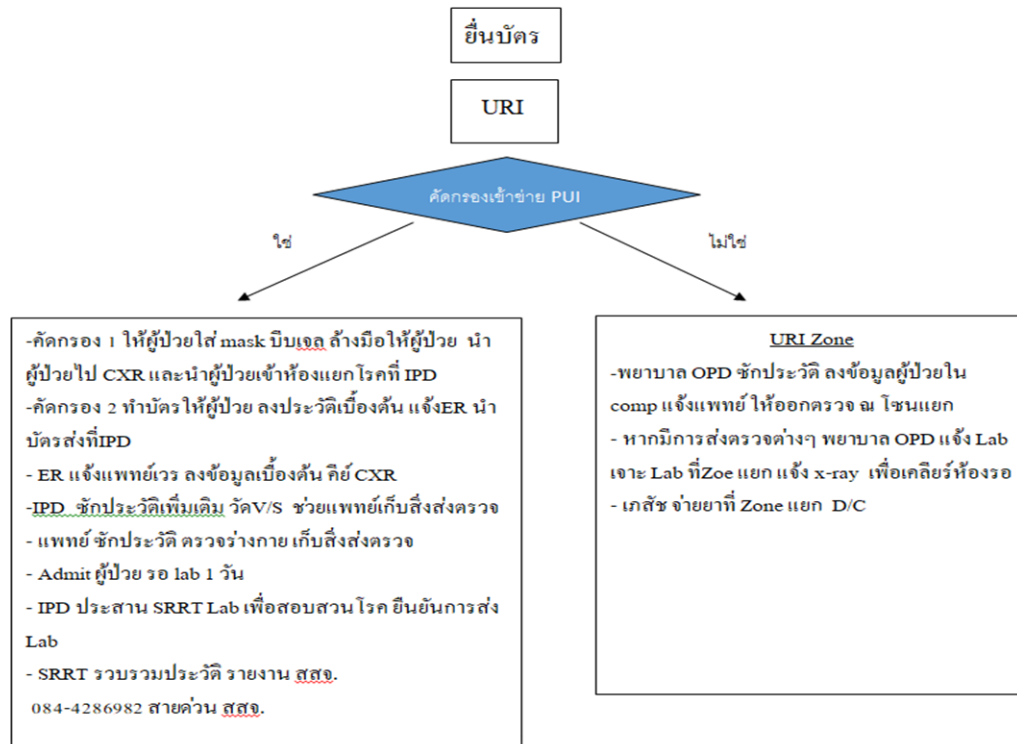 ยื่นบัตร
URI
คัดกรองเข้าข่าย PUI
ใช่
ไม่ใช่
-คัดกรอง 1 ให้ผู้ป่วยใส่ mask บีบเจล ล้างมือให้ผู้ป่วย นำ
ผู้ป่วยไป CXR และนำผู้ป่วยเข้าห้องแยกโรคที่ IPD
-คัดกรอง 2 ทำบัตรให้ผู้ป่วย ลงประวัติเบื้องต้น แจ้งER นำ
บัตรส่งที่IPD
- ER แจ้งแพทย์เวร ลงข้อมูลเบื้องต้น คีย์ CXR
-IPD ซักประวัติเพิ่มเติม วัดV/S ช่วยแพทย์เก็บสิ่งส่งตรวจ
- แพทย์ ซักประวัติ ตรวจร่างกาย เก็บสิ่งส่งตรวจ
- Admit ผู้ป่วย รอ lab 1 วัน
- IPD ประสาน SRRT Lab เพื่อสอบสวนโรค ยืนยันการส่ง
Lab
- SRRT รวบรวมประวัติ รายงาน สสจ.
084-4286982 สายด่วน สสจ.
URI Zone
-พยาบาล OPD ซักประวัติ ลงข้อมูลผู้ป่วยใน
comp แจ้งแพทย์ ให้ออกตรวจ ณ โซนแยก
- หากมีการส่งตรวจต่างๆ พยาบาล OPD แจ้ง Lab
เจาะ Lab ที่Zoe แยก แจ้ง x-ray เพื่อเคลียร์ห้องรอ
- เภสัช จ่ายยาที่ Zone แยก D/C